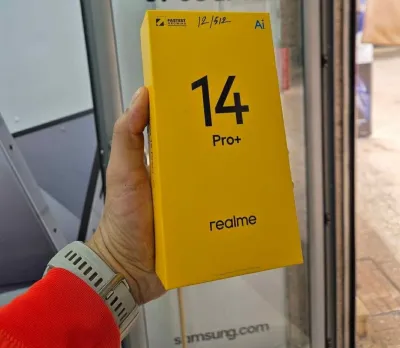 12/512
Ai
14
Pro+
realme
samsung.com